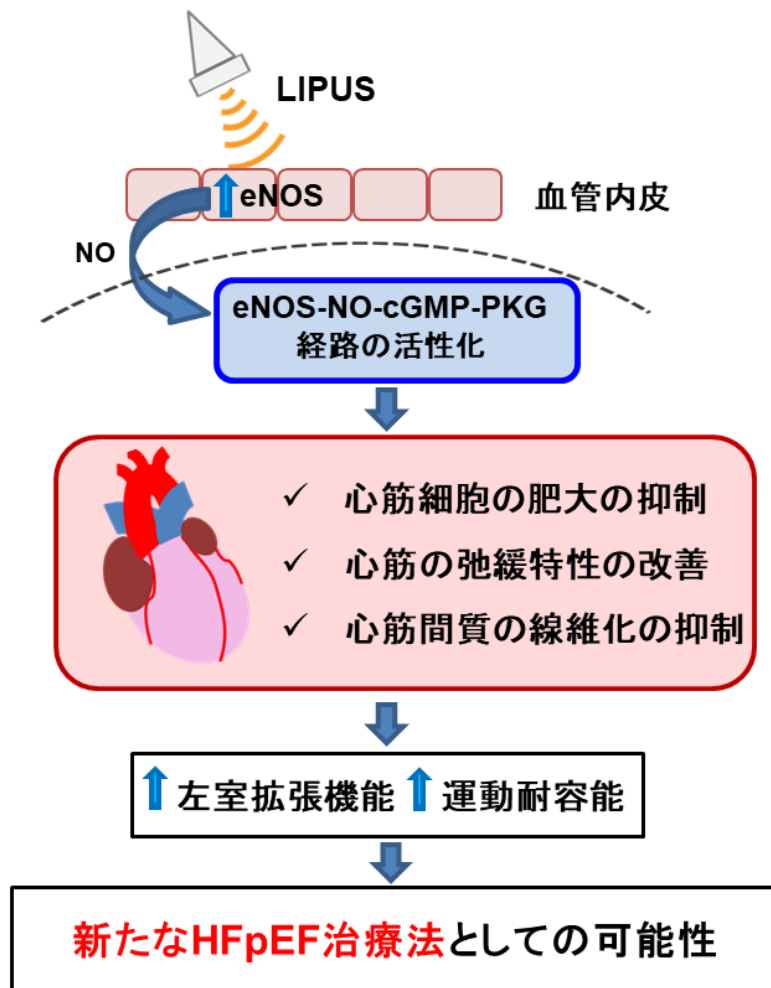 LIPUS
eNOS
血管内皮
NO
eNOS-NO-cGMP-PKG
経路の活性化
✓ 心筋細胞の肥大の抑制
✓ 心筋の弛緩特性の改善
✓ 心筋間質の線維化の抑制
左室拡張機能 運動耐容能
新たなHFpEF治療法としての可能性